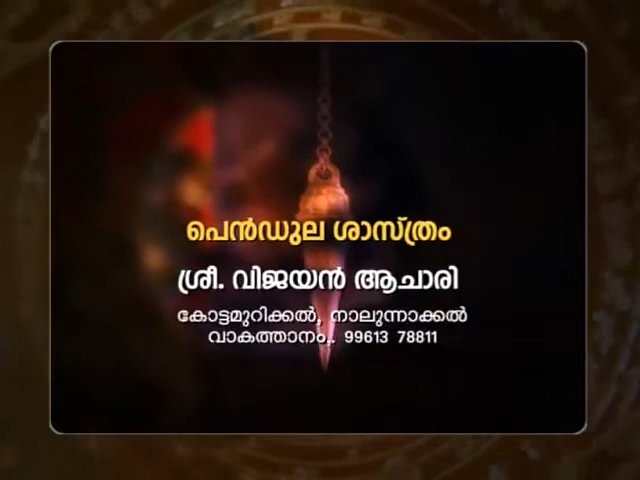 പെൻഡുല ശാസ്ത്രം
ശ്രീ. വിജയൻ ആചാരി
കോട്ടമുറിക്കൽ, നാലുന്നാക്കൽ
വാകത്താനം.. 99613 78811